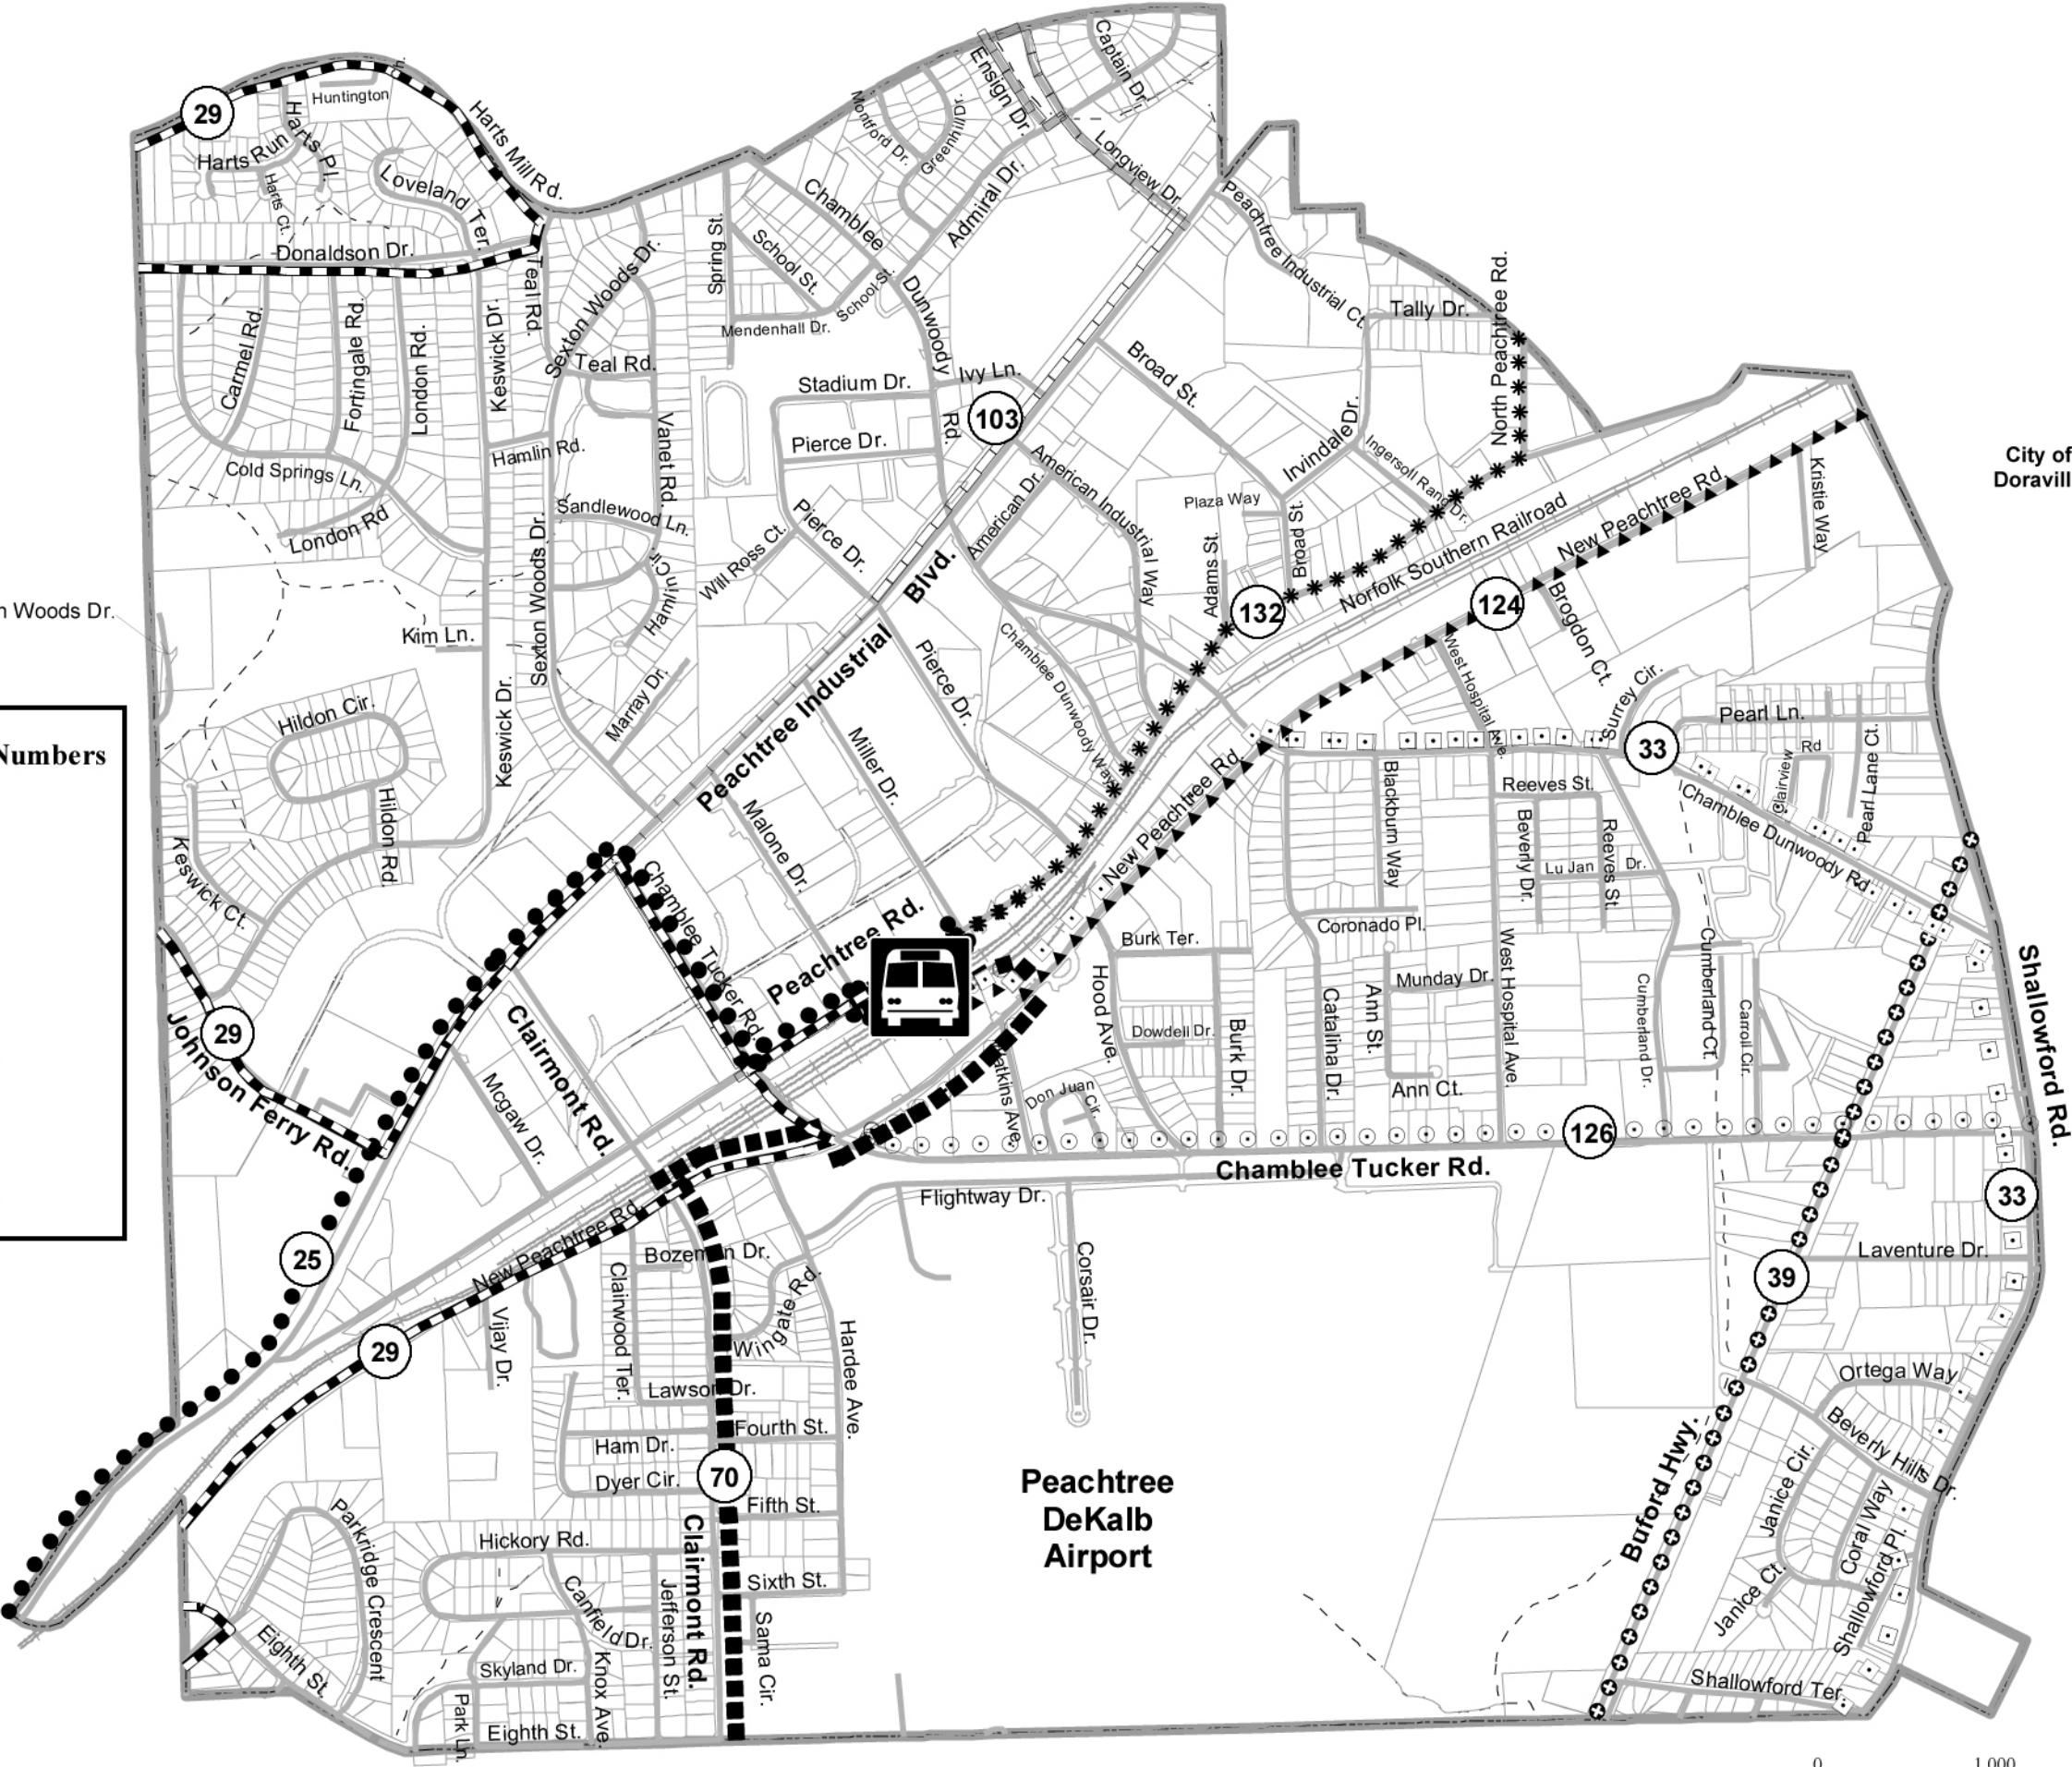 Captain Dr.
Ensign Dr.
Huntington
29
Harts Mill Rd.
Harts Pl.
Harts Run
Harts Ct.
Loveland Ter.
Montford Dr.
Greenhill Dr.
Longview Dr.
Admiral Dr.
Chamblee
Dunwoody
Rd.
Spring St.
School St.
School St.
Mendenhall Dr.
Peachtree Industrial Ct.
Donaldson Dr.
Teal Rd.
Sexton Woods Dr.
Teal Rd.
North Peachtree Rd.
Tally Dr.
Carmel Rd.
Fortingale Rd.
London Rd.
Keswick Dr.
Vanet Rd.
Stadium Dr.
Ivy Ln.
103
Broad St.
Pierce Dr.
Irvindale Dr.
Hamlin Rd.
Cold Springs Ln.
London Rd
Sandlewood Ln.
Hamlin Cir.
Will Ross Ct.
Pierce Dr.
American Dr.
American Industrial Way
Plaza Way
Adams St.
Broad St.
132
Norfolk Southern Railroad
New Peachtree Rd.
Kristie Way
City of
Doravill
n Woods Dr.
Kim Ln.
Sexton Woods Dr.
Marray Dr.
Peachtree Industrial
Blvd.
Pierce Dr.
Chamblee Dunwoody Way
124
Brogdon Ct.
West Hospital Ave.
Surrey Cir.
33
Pearl Ln.
Numbers
Hildon Cir.
Hildon Rd.
Keswick Dr.
Keswick Ct.
Miller Dr.
Malone Dr.
New Peachtree Rd.
Blackburn Way
Reeves St.
Beverly Dr.
Reeves St.
Lu Jan
Dr.
Clairview
Rd
Pearl Lane Ct.
Chamblee Dunwoody Rd.
Chamblee Tucker Rd.
Peachtree Rd.
Burk Ter.
Coronado Pl.
Hood Ave.
Munday Dr.
Dowdell Dr.
Burk Dr.
Catalina Dr.
Ann St.
Ann Ct.
West Hospital Ave.
Cumberland Dr.
Cumberland Ct.
Carroll Cir.
Shallowford Rd.
29
Johnson Ferry Rd.
Clairmont Rd.
Mcgaw Dr.
atkins Ave.
Don Juan
Cir.
126
Chamblee Tucker Rd.
33
Flightway Dr.
Corsair Dr.
25
New Peachtree Rd.
29
Vijay Dr.
Bozeman Dr.
Clairwood Ter.
Wingate Rd.
Hardee Ave.
Lawson Dr.
Fourth St.
Ham Dr.
Dyer Cir.
70
Fifth St.
Clairmont Rd.
Sixth St.
Sama Cir.
39
Laventure Dr.
Ortega Way
Beverly Hills Dr.
Buford Hwy.
Janice Cir.
Coral Way
Janice Ct.
Shallowford Pl.
Shallowford Ter.
Peachtree
DeKalb
Airport
Parkridge Crescent
Hickory Rd.
Canfield Dr.
Jefferson St.
Eighth St.
Skyland Dr.
Knox Ave.
Park Ln.
Eighth St.
0 1,000